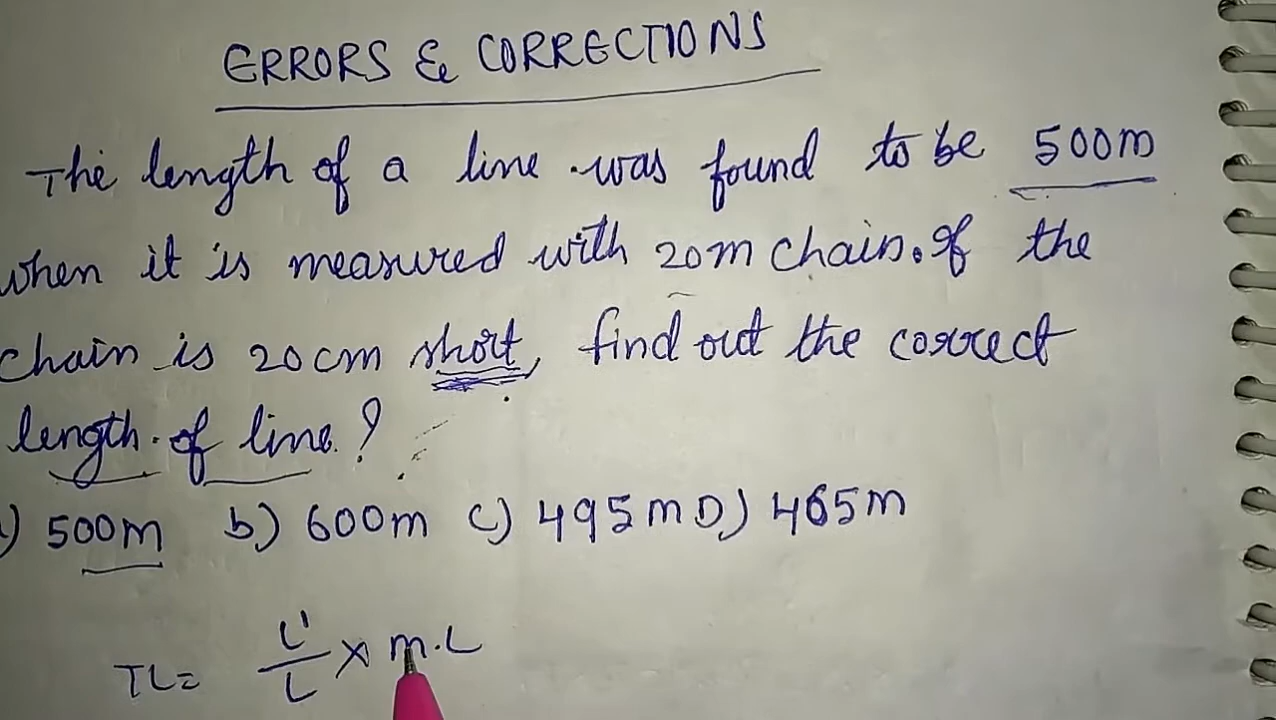 ERRORS & CORRECTIONS
The length of a line was found to be 500m
when it is measured with 20m chain. If the
chain is 20cm short, find out the correct
length of line?
) 500m b) 600m c) 495m D) 465m
TL= L'/L × m.L